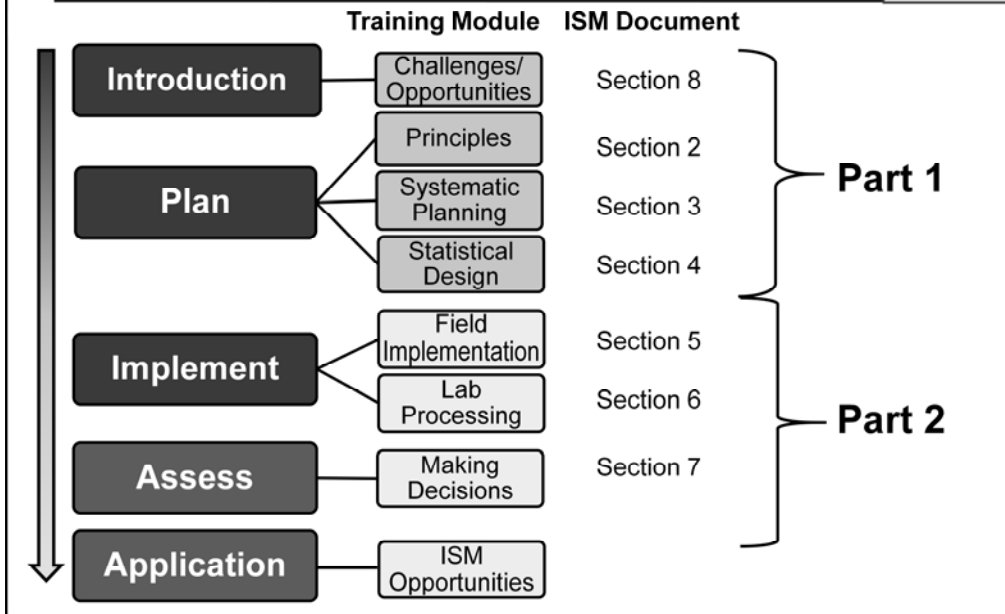 Training Module ISM Document
Introduction
Challenges/
Opportunities
Section 8
Plan
Principles
Section 2
Systematic
Planning
Section 3
Statistical
Design
Section 4
Part 1
Implement
Field
Implementation
Section 5
Lab
Processing
Section 6
Assess
Making
Decisions
Section 7
Part 2
Application
ISM
Opportunities